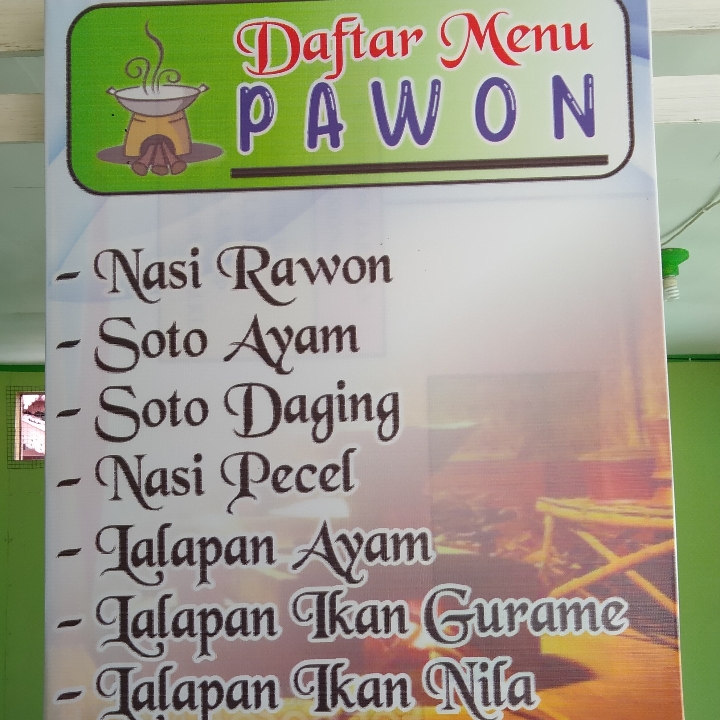 Daftar Menu
PAWON
- Nasi Rawon
- Soto Ayam
- Soto Daging
- Nasi Pecel
- Lalapan Ayam
- Lalapan Ikan Gurame
- Lalapan Ikan Nila